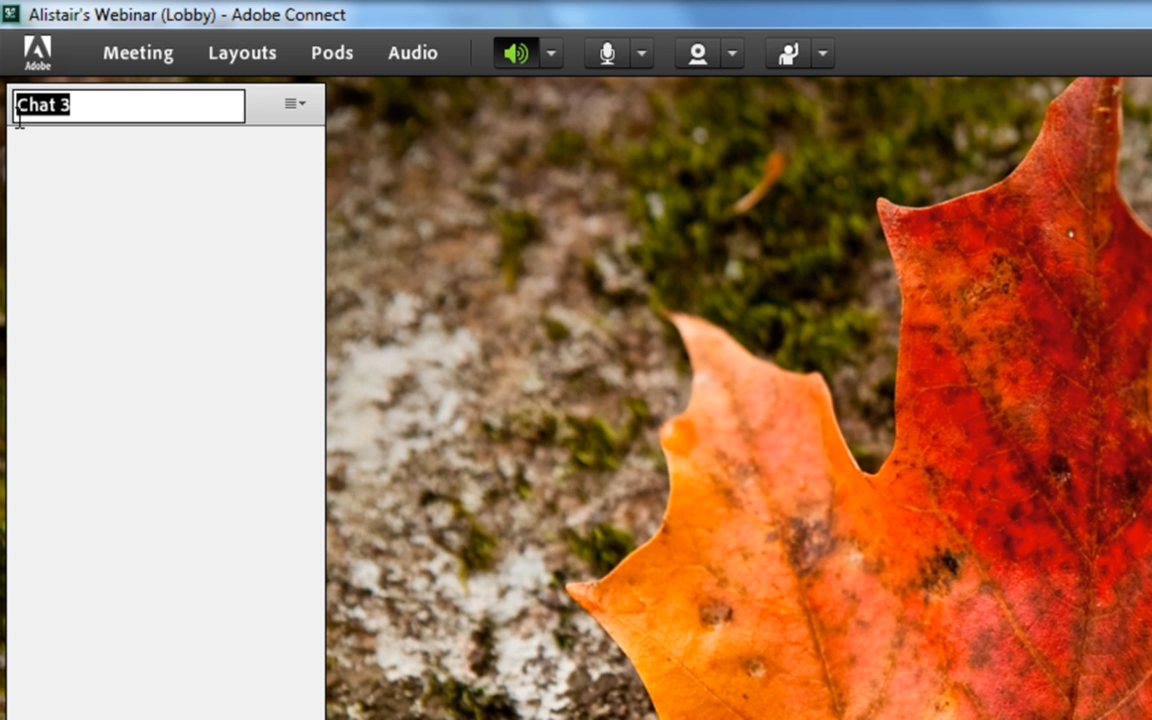 Alistair's Webinar (Lobby) - Adobe Connect
Adobe
Meeting Layouts Pods Audio
Chat 3